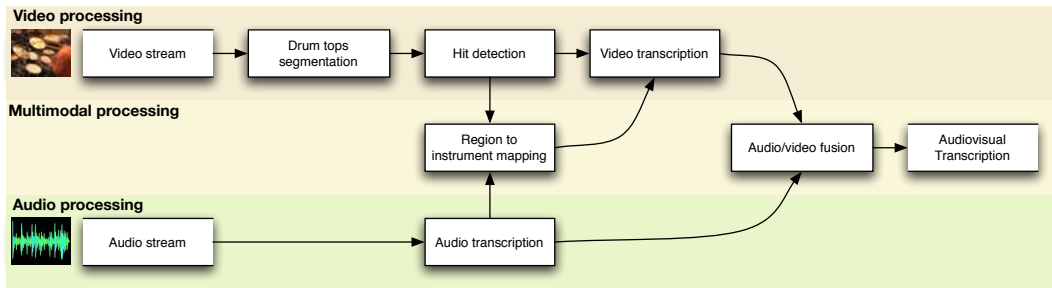 Video processing
Video stream
Drum tops
segmentation
Hit detection
Video transcription
Multimodal processing
Region to
instrument mapping
Audio/video fusion
Audiovisual
Transcription
Audio processing
Audio stream
Audio transcription